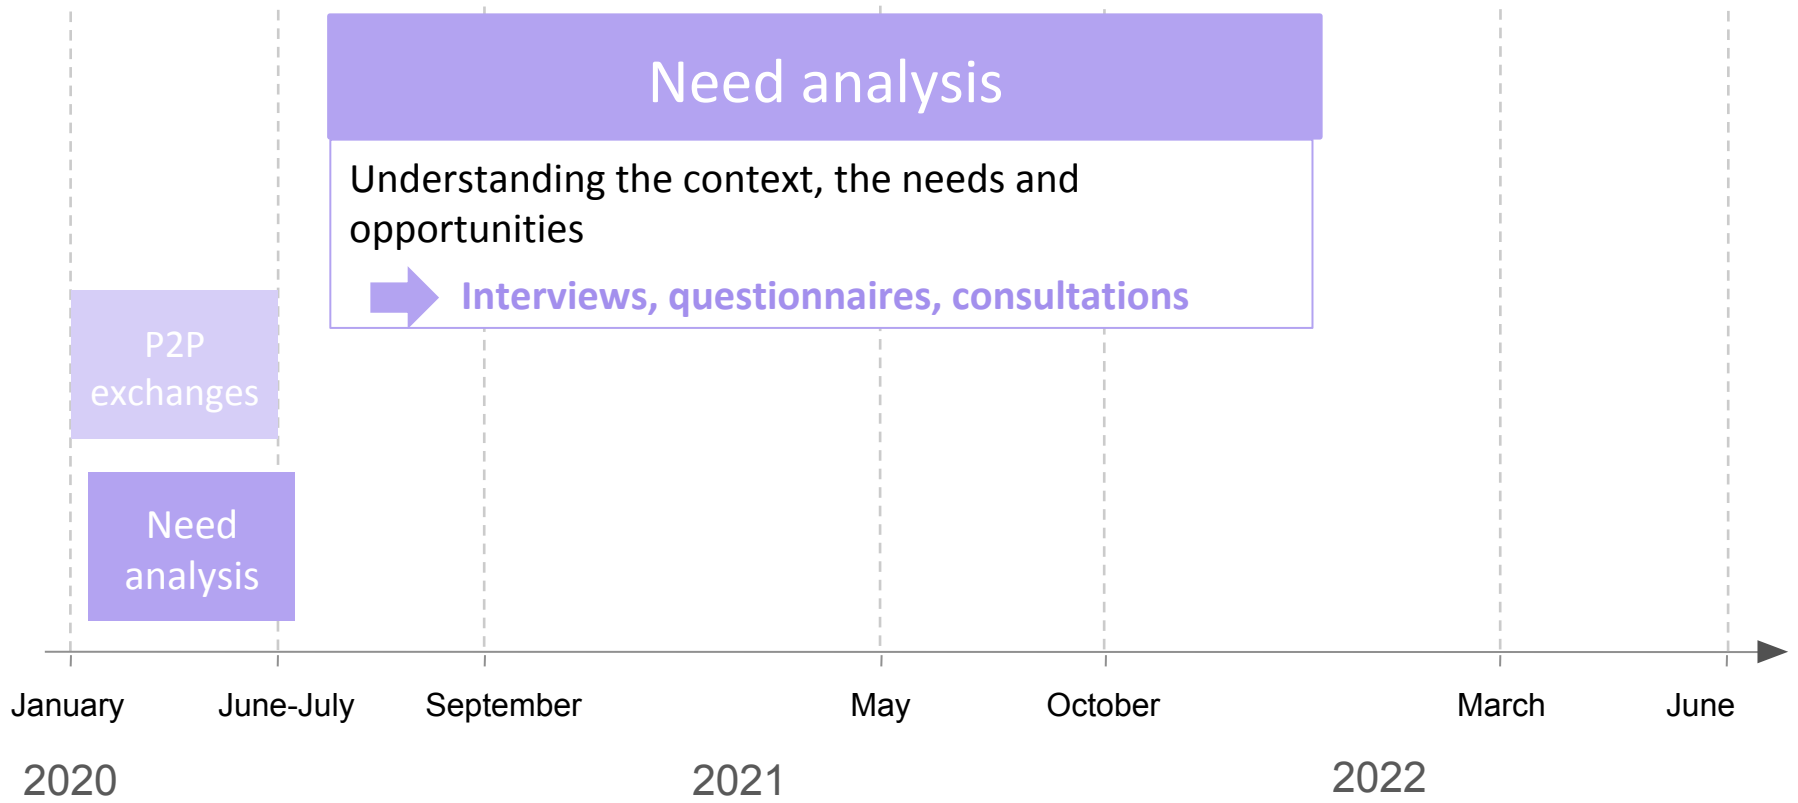 Need analysis
Understanding the context, the needs and
opportunities
Interviews, questionnaires, consultations
P2P
exchanges
Need
analysis
January
June-July
September
May
October
March
June
2020
2021
2022